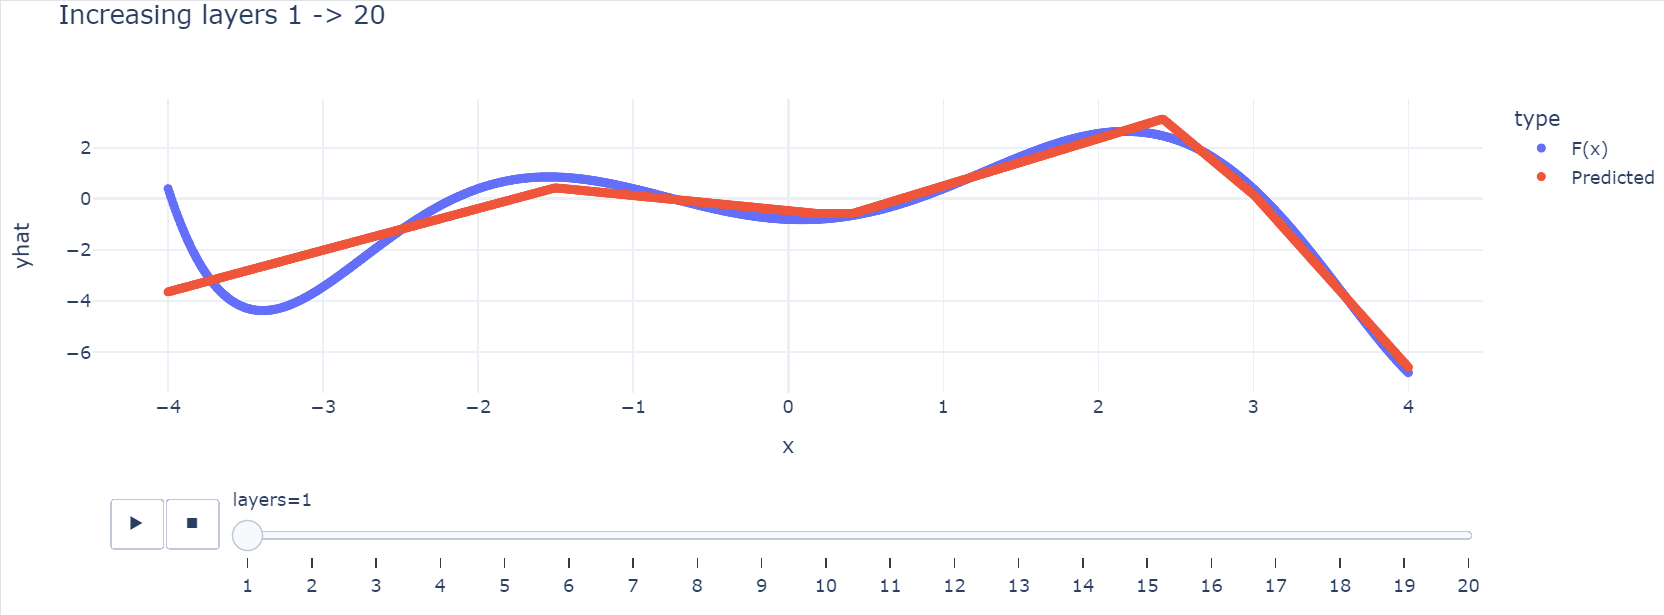 Increasing layers 1 -> 20
type
F(x)
Predicted
yhat
2
0
−2
−4
−6
−4 −3 −2 −1 0 1 2 3 4
x
layers=1
1 2 3 4 5 6 7 8 9 10 11 12 13 14 15 16 17 18 19 20